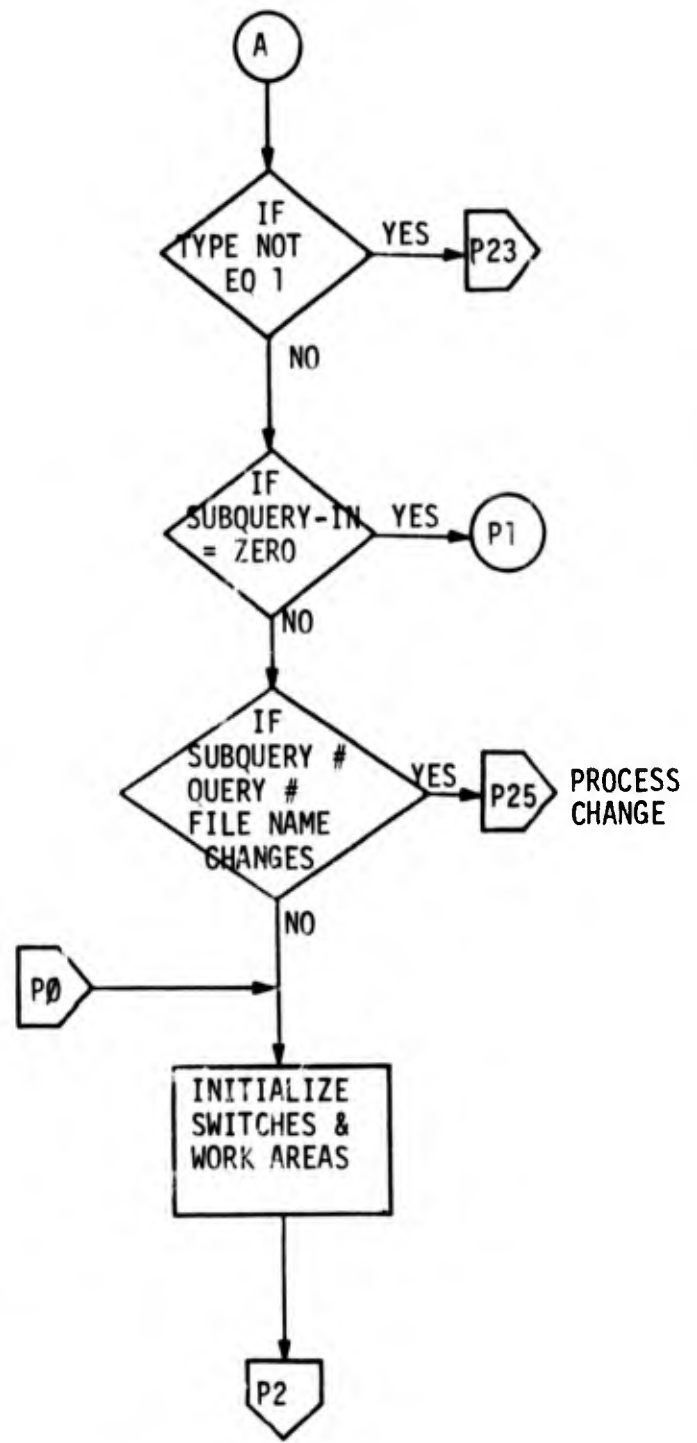 A
IF
TYPE NOT
EQ 1
YES
P23
NO
IF
SUBQUERY-IN
= ZERO
YES
P1
NO
IF
SUBQUERY #
QUERY #
FILE NAME
CHANGES
YES
P25
PROCESS
CHANGE
NO
PØ
INITIALIZE
SWITCHES &
WORK AREAS
P2